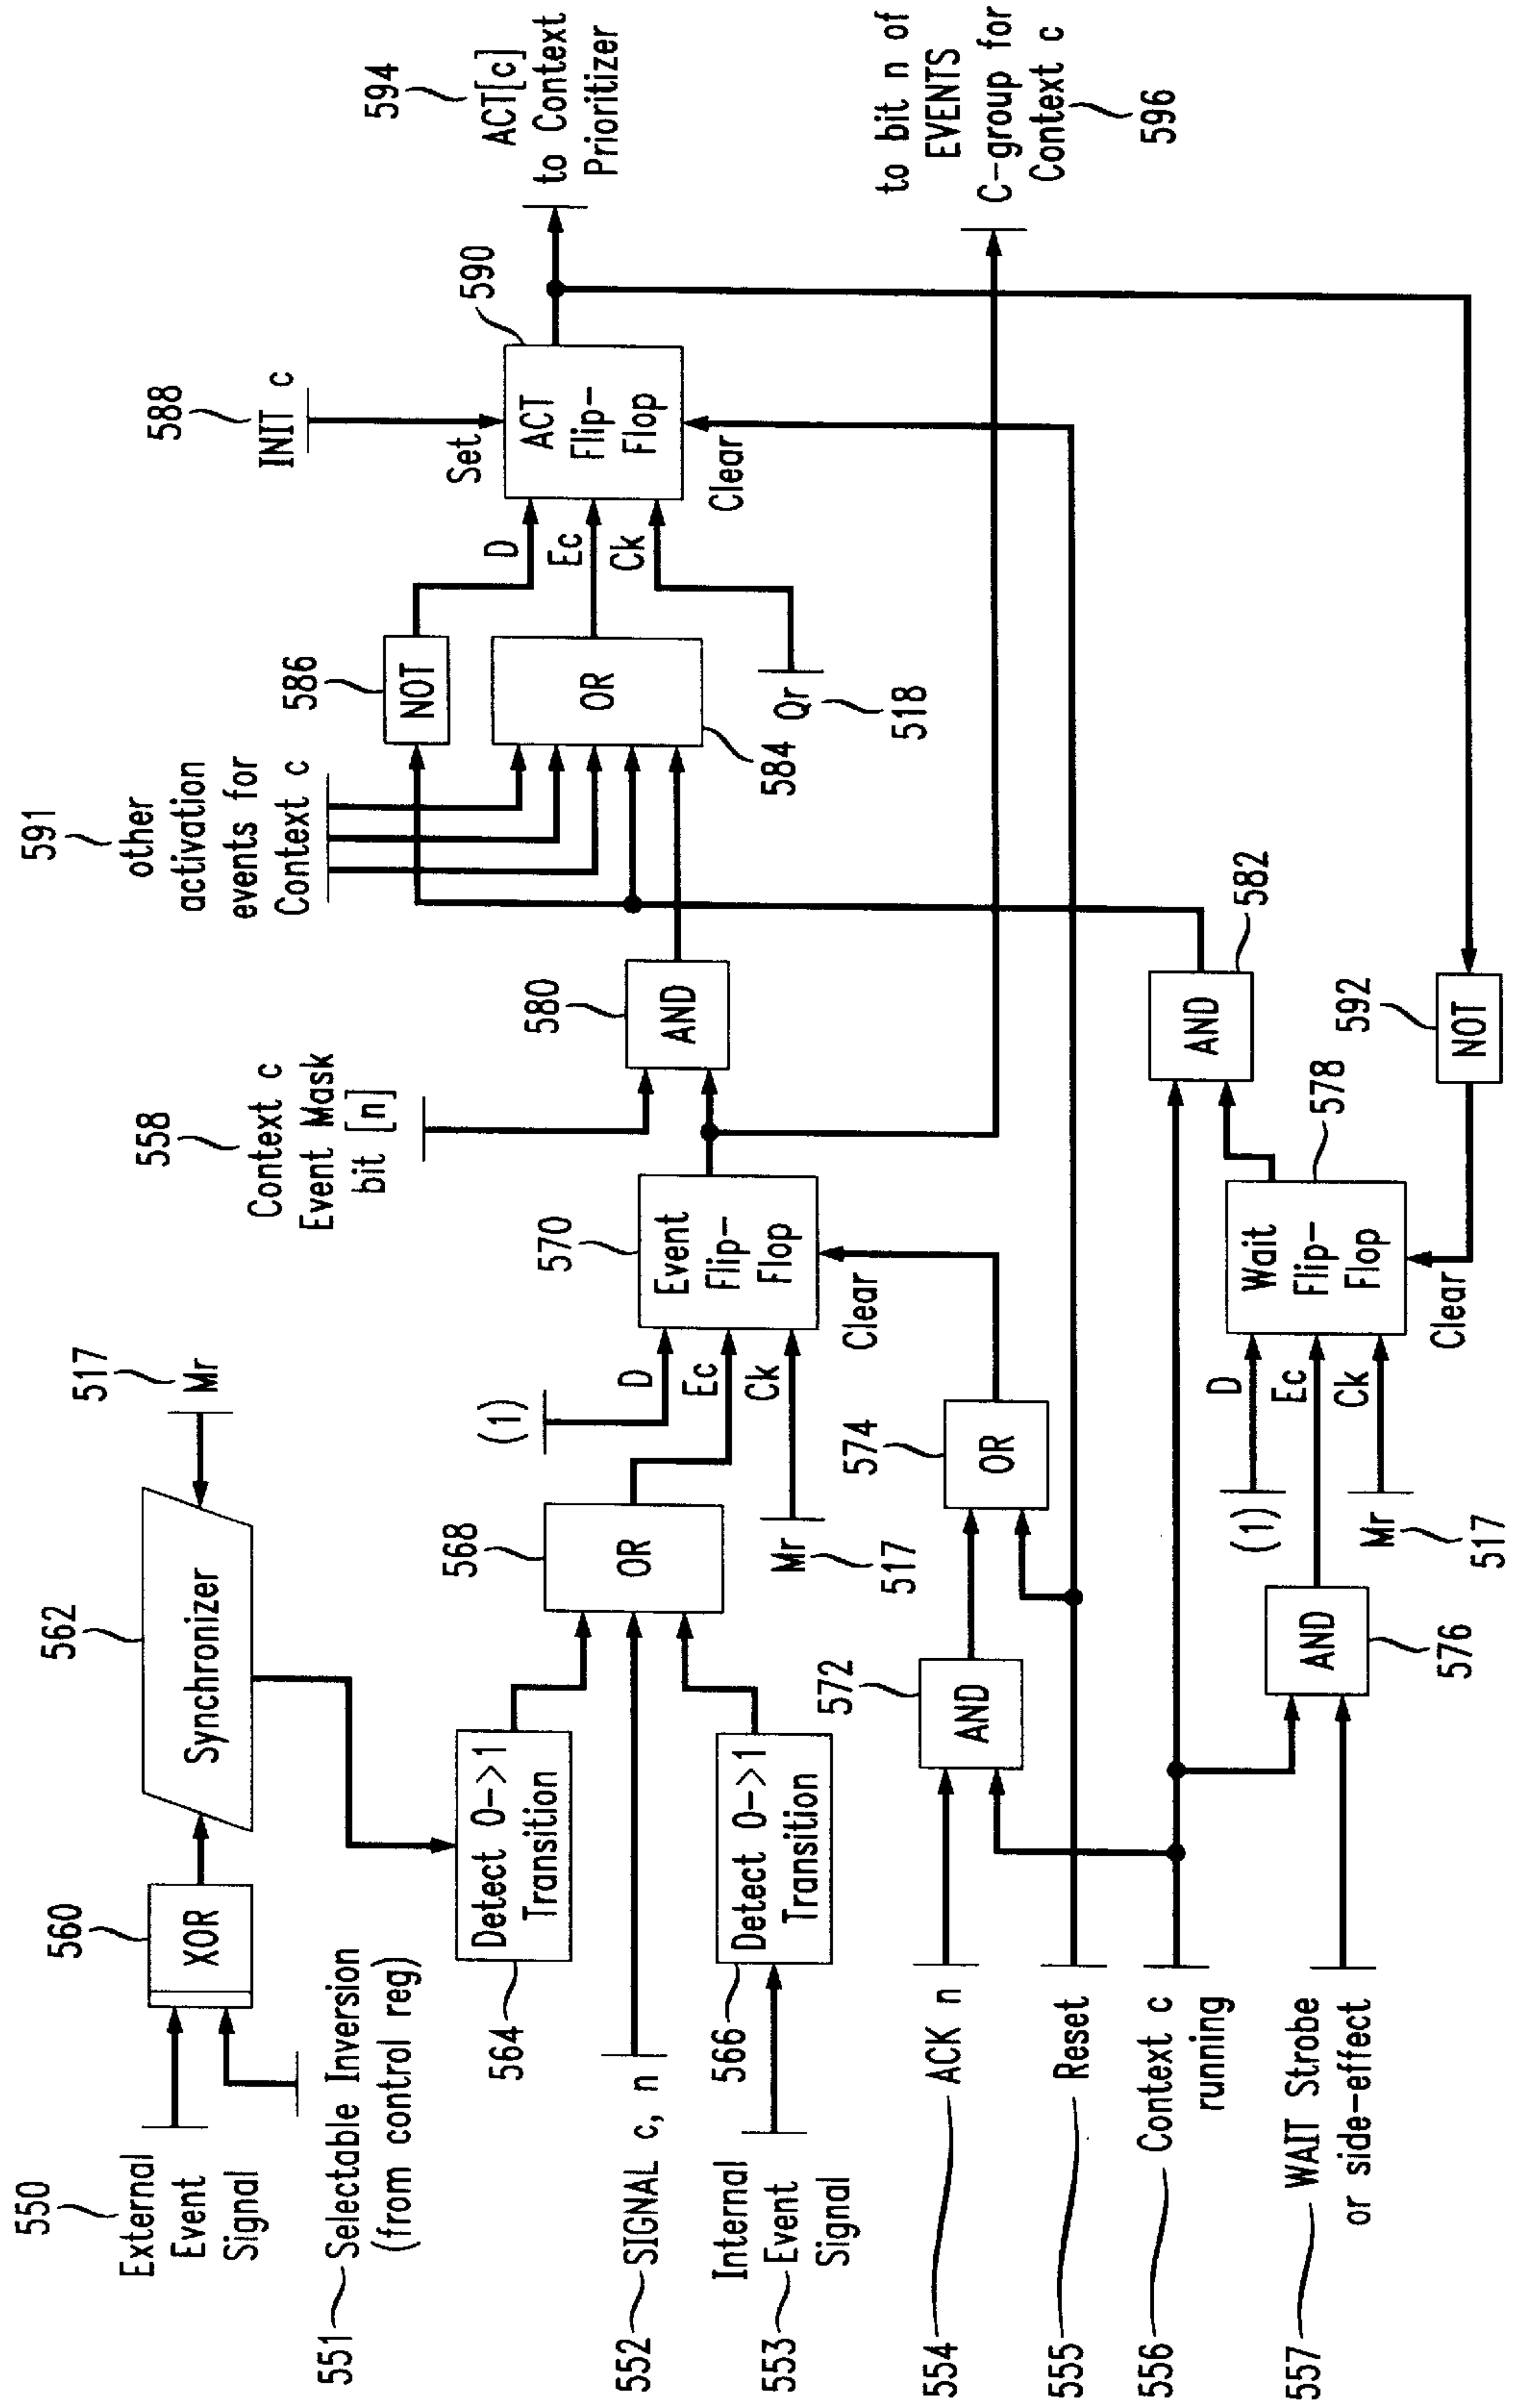 550
External
Event
Signal
551
Selectable Inversion
(from control reg)
560
XOR
562
Synchronizer
517
Mr
564
Detect 0->1
Transition
552
SIGNAL c, n
553
Internal
Event
Signal
566
Detect 0->1
Transition
568
OR
(1)
D
Ec
Ck
Mr
517
570
Event
Flip-
Flop
Clear
558
Context c
Event Mask
bit [n]
580
AND
591
other
activation
events for
Context c
586
NOT
OR
584
Qr
518
D
Ec
Ck
588
INIT c
Set
ACT
Flip-
Flop
590
Clear
594
ACT[c]
to Context
Prioritizer
to bit n of
EVENTS
C-group for
Context c
596
554
ACK n
555
Reset
556
Context c
running
557
WAIT Strobe
or side-effect
572
AND
574
OR
AND
576
(1)
D
Ec
Ck
Mr
517
Wait
Flip-
Flop
578
Clear
AND
582
592
NOT